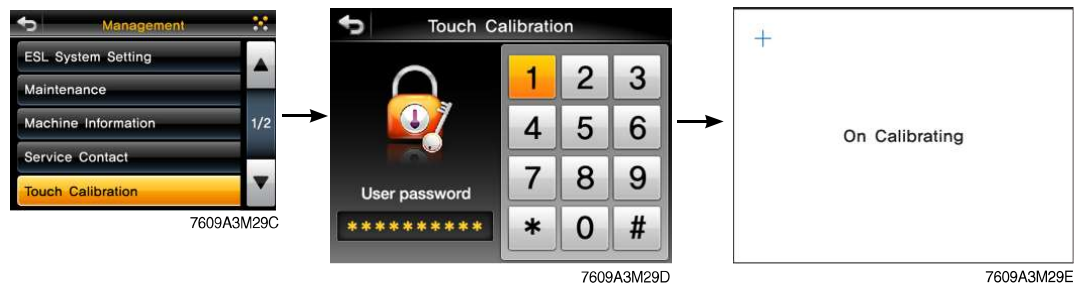 Management
ESL System Setting
Maintenance
Machine Information
Service Contact
Touch Calibration
1/2
7609A3M29C
Touch Calibration
User password
**********
1 2 3
4 5 6
7 8 9
* 0 #
7609A3M29D
On Calibrating
7609A3M29E